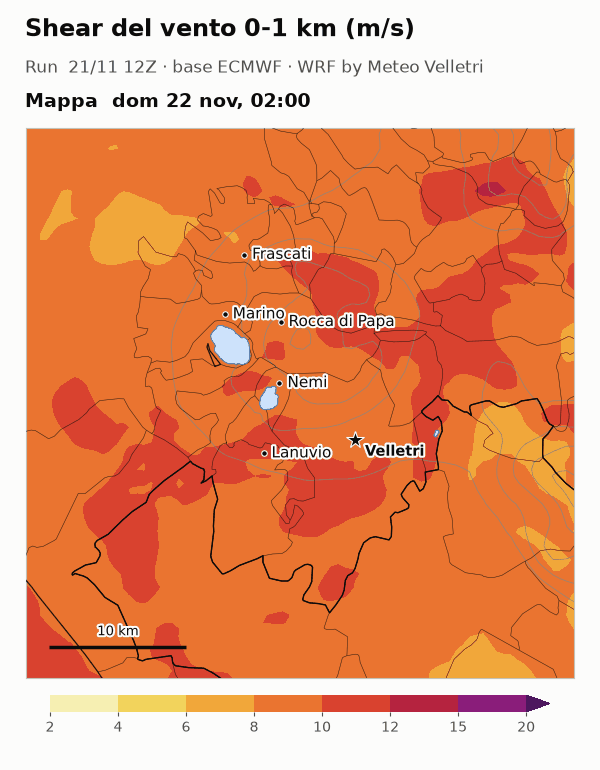 Shear del vento 0-1 km (m/s)
Run  21/11 12Z · base ECMWF · WRF by Meteo Velletri
Mappa  dom 22 nov, 02:00
Frascati
Marino
Rocca di Papa
Nemi
Velletri
Lanuvio
10 km
2 4 6 8 10 12 15 20